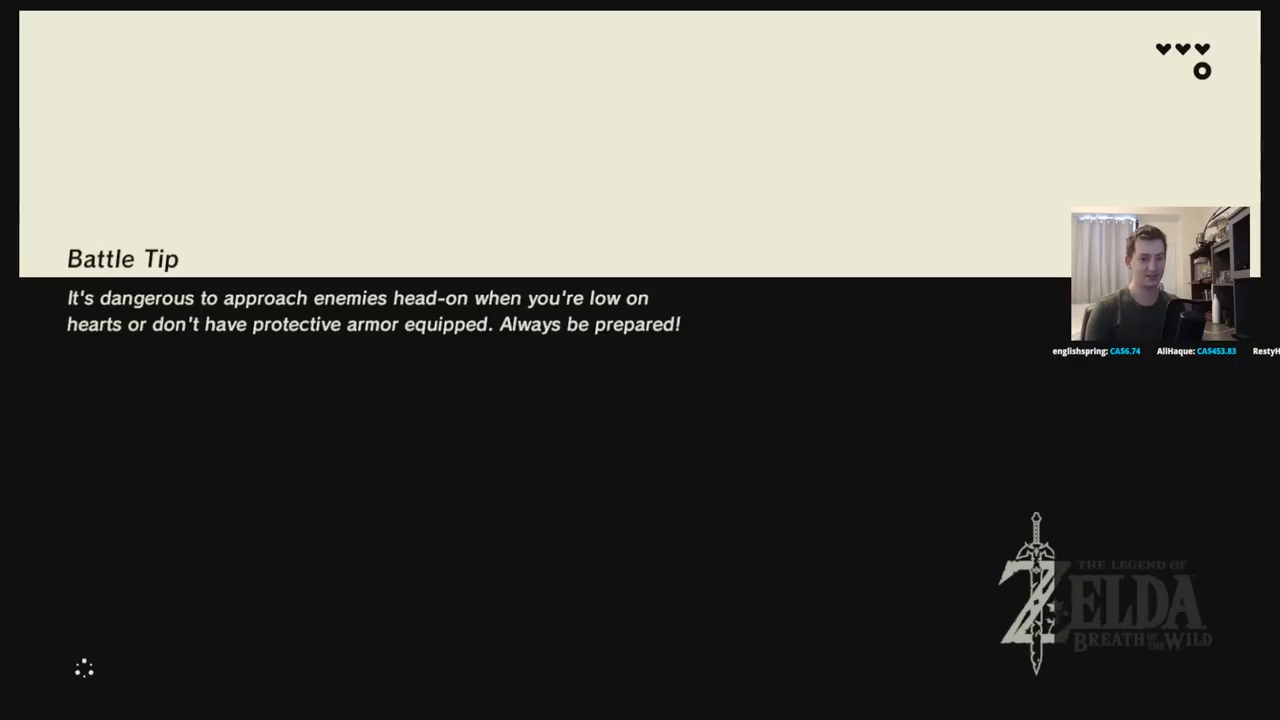 Battle Tip
It's dangerous to approach enemies head-on when you're low on
hearts or don't have protective armor equipped. Always be prepared!
englishspring: CA$6.74 AliHaque: CA$453.83 RestyH
THE LEGEND OF
ZELDA
BREATH OF THE WILD